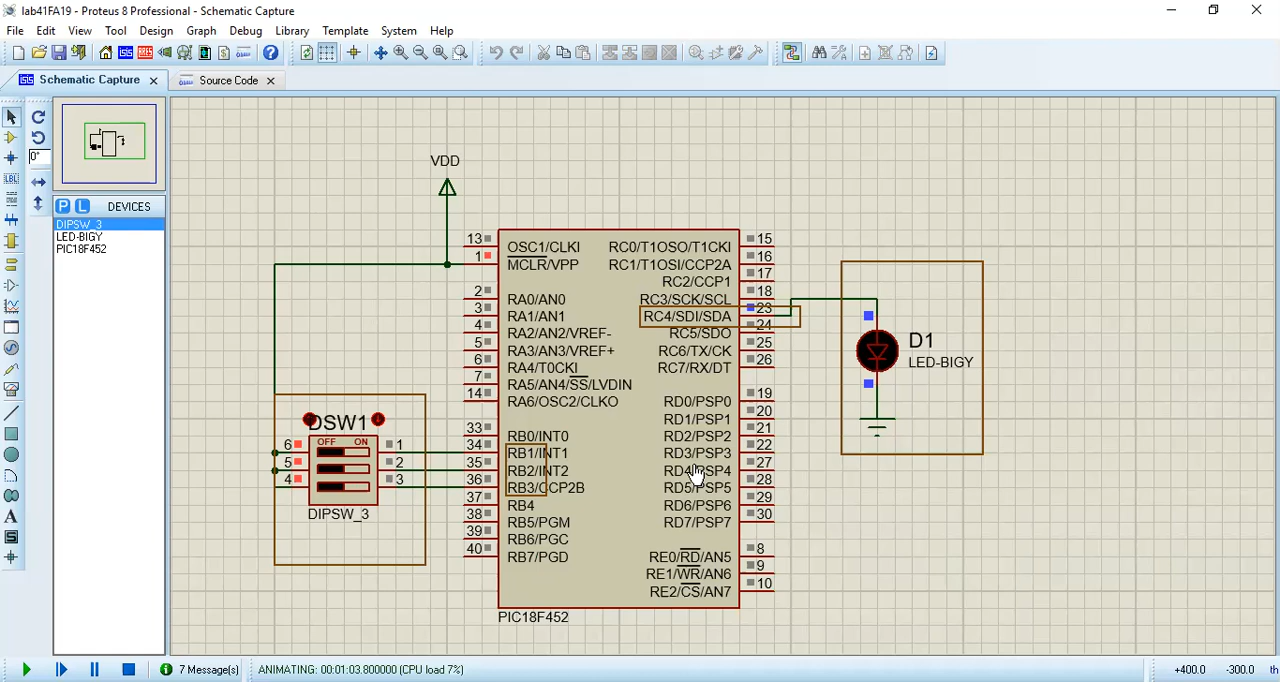 lab41FA19 - Proteus 8 Professional - Schematic Capture
File Edit View Tool Design Graph Debug Library Template System Help
Schematic Capture
Source Code
0°
P L DEVICES
DIPSW_3
LED-BIGY
PIC18F452
LBL
A
VDD
13 OSC1/CLKI RC0/T1OSO/T1CKI 15
1 MCLR/VPP RC1/T1OSI/CCP2A 16
RC2/CCP1 17
2 RA0/AN0 RC3/SCK/SCL 18
3 RA1/AN1 RC4/SDI/SDA 23
4 RA2/AN2/VREF- RC5/SDO 24
5 RA3/AN3/VREF+ RC6/TX/CK 25
6 RA4/T0CKI RC7/RX/DT 26
7 RA5/AN4/SS/LVDIN
14 RA6/OSC2/CLKO RD0/PSP0 19
RD1/PSP1 20
33 RB0/INT0 RD2/PSP2 21
34 RB1/INT1 RD3/PSP3 22
35 RB2/INT2 RD4/PSP4 27
36 RB3/CCP2B RD5/PSP5 28
37 RB4 RD6/PSP6 29
38 RB5/PGM RD7/PSP7 30
39 RB6/PGC
40 RB7/PGD RE0/RD/AN5 8
RE1/WR/AN6 9
RE2/CS/AN7 10
PIC18F452
DSW1
OFF ON
6 1
5 2
4 3
DIPSW_3
D1
LED-BIGY
7 Message(s)
ANIMATING: 00:01:03.800000 (CPU load 7%)
+400.0 -300.0 th